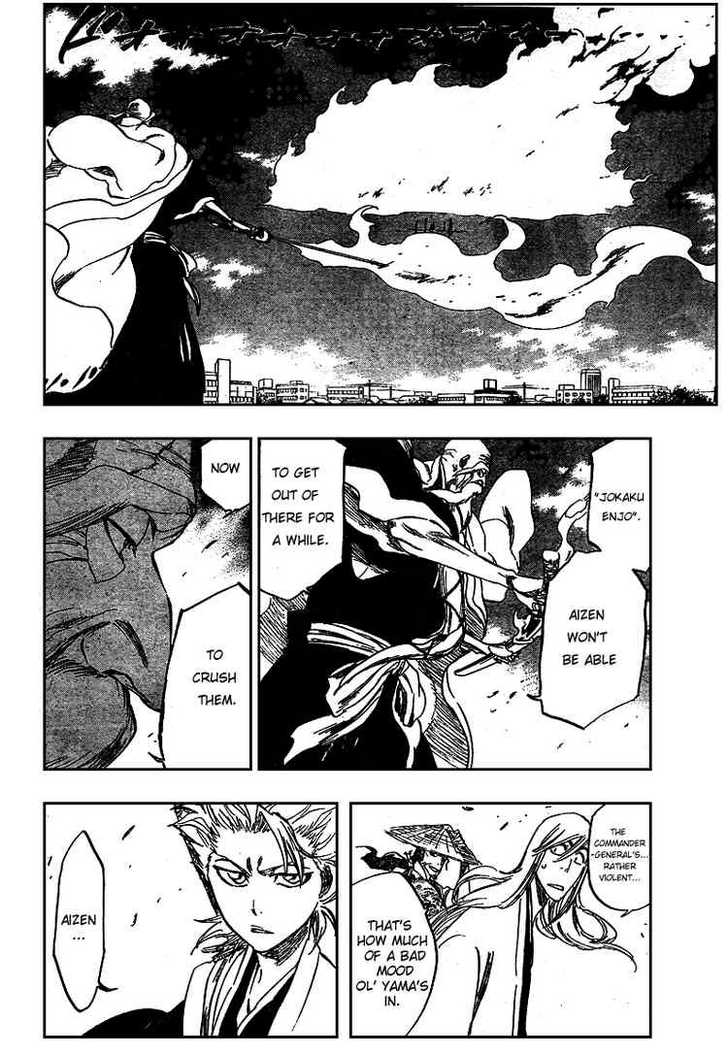 "JOKAKU
ENJO".
AIZEN
WON'T
BE ABLE
TO GET
OUT OF
THERE FOR
A WHILE.
NOW
TO
CRUSH
THEM.
THE
COMMANDER
-GENERAL'S...
RATHER
VIOLENT...
THAT'S
HOW MUCH
OF A BAD
MOOD
OL' YAMA'S
IN.
AIZEN
...